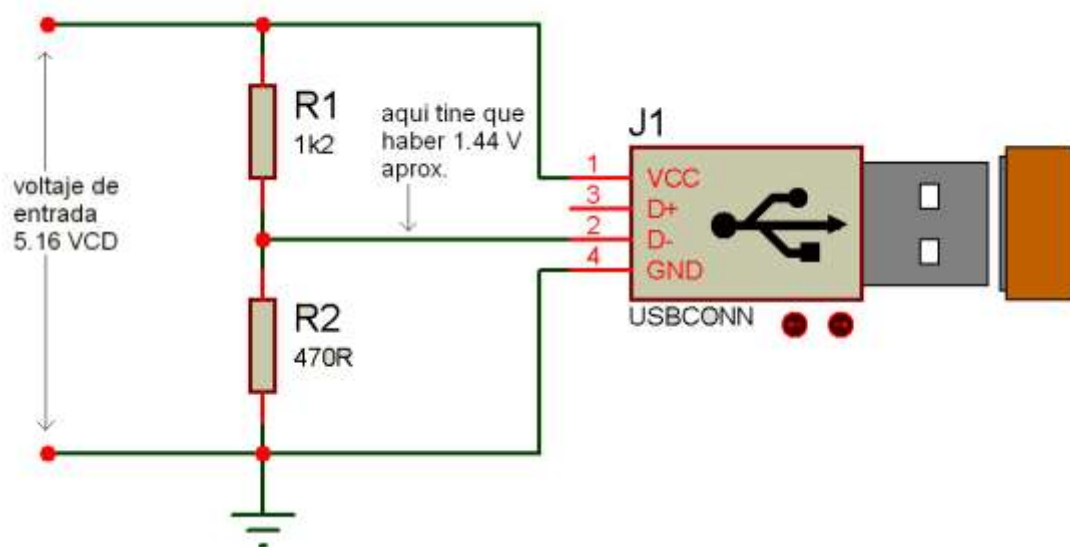 R1
1k2
aqui tine que
haber 1.44 V
aprox.
J1
voltaje de
entrada
5.16 VCD
1
VCC
3
D+
2
D-
4
GND
R2
470R
USBCONN